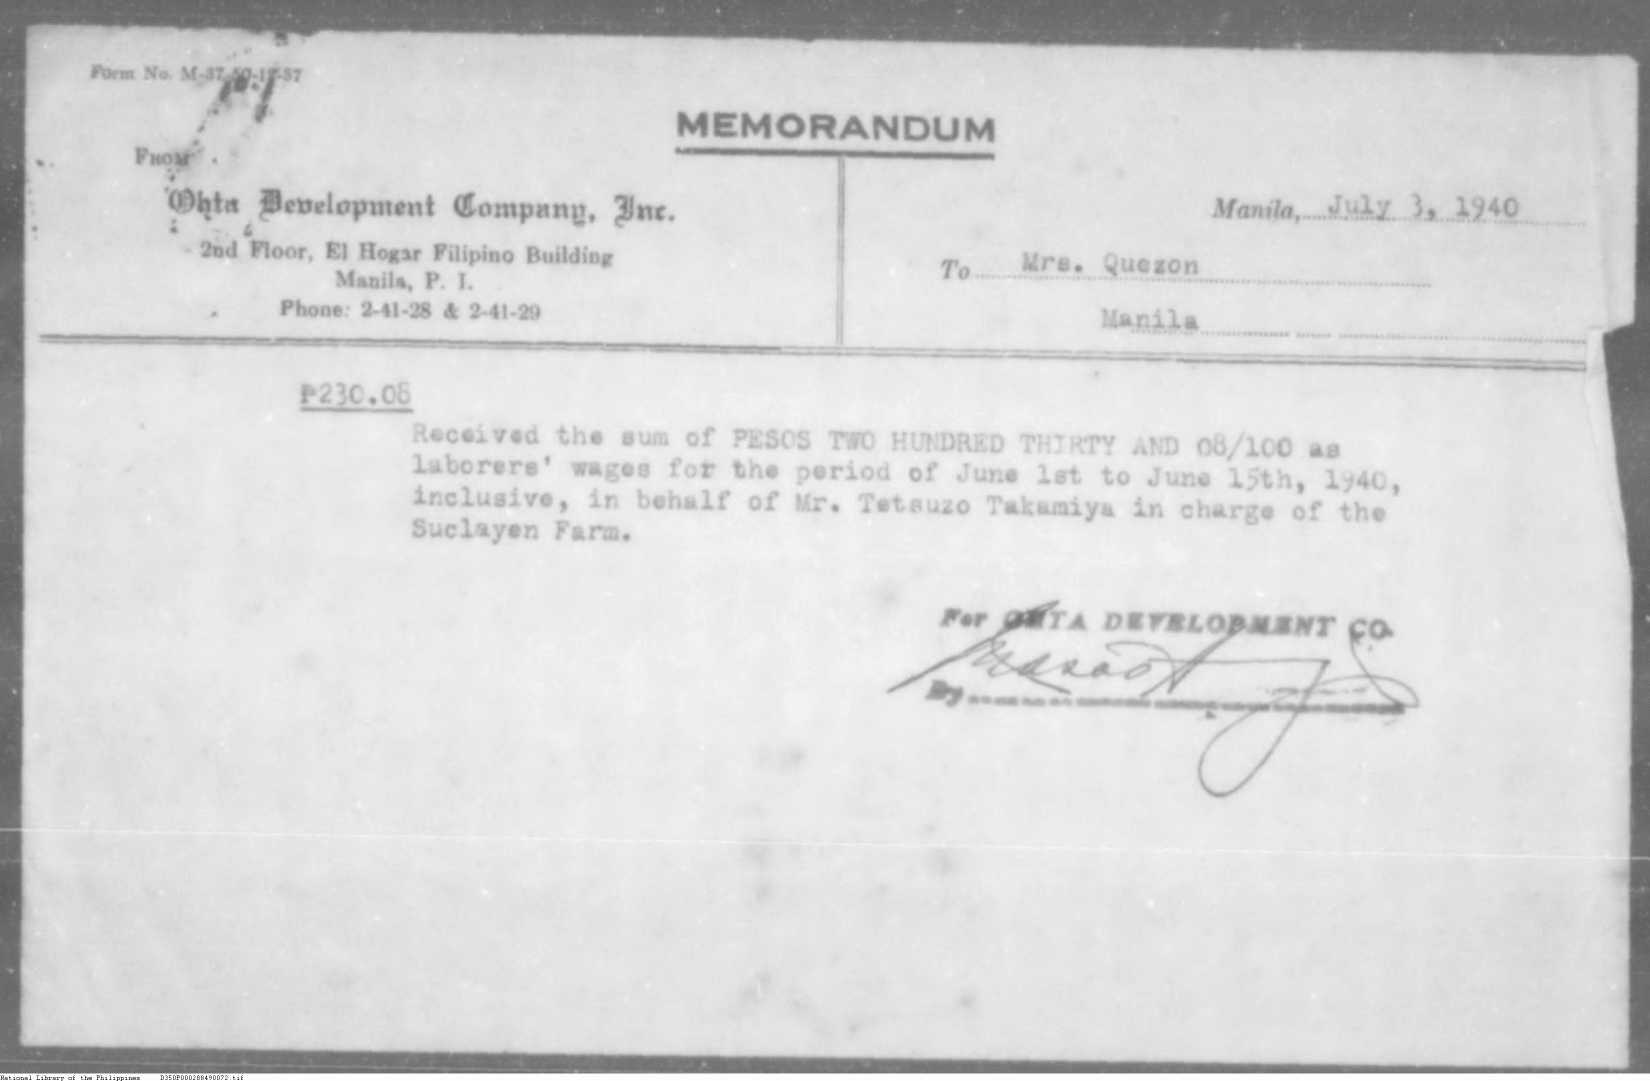 Form No. M-37-50-12-37
MEMORANDUM
FROM
Ohta Development Company, Inc.
2nd Floor, El Hogar Filipino Building
Manila, P. I.
Phone: 2-41-28 & 2-41-29
Manila, July 3, 1940
To Mrs. Quezon
Manila
₱230.08
Received the sum of PESOS TWO HUNDRED THIRTY AND 08/100 as
laborers' wages for the period of June 1st to June 15th, 1940,
inclusive, in behalf of Mr. Tetsuzo Takamiya in charge of the
Suclayen Farm.
For OHTA DEVELOPMENT CO.
By
National Library of the Philippines D350P000288490072.tif